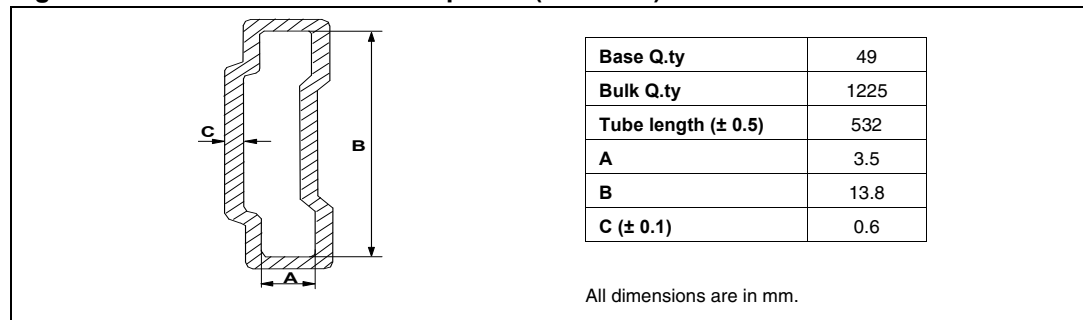 C
B
A
Base Q.ty 49
Bulk Q.ty 1225
Tube length (± 0.5) 532
A 3.5
B 13.8
C (± 0.1) 0.6
All dimensions are in mm.